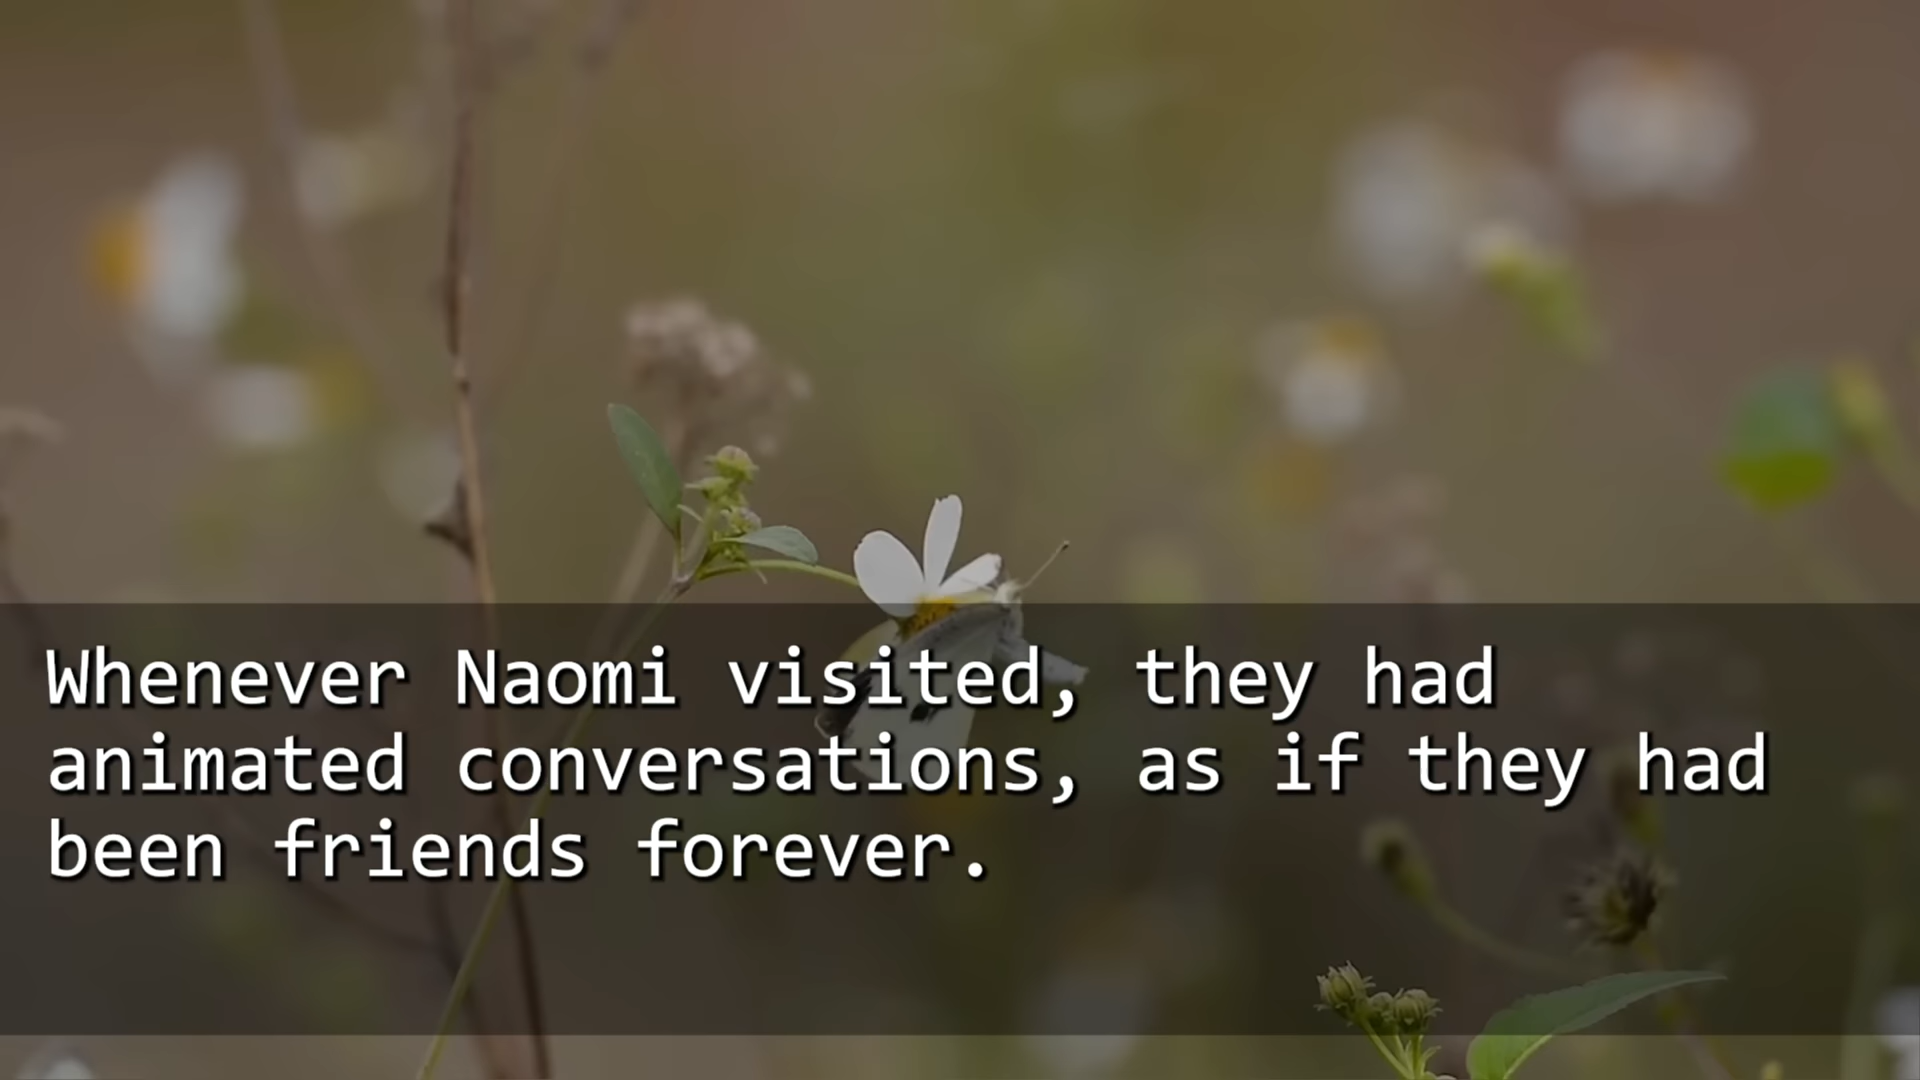 Whenever Naomi visited, they had
animated conversations, as if they had
been friends forever.